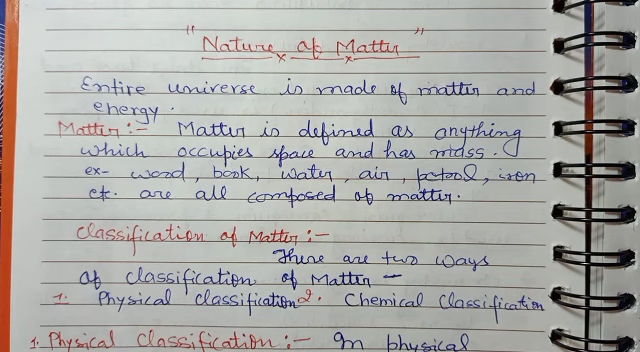 "Nature of Matter"
Entire universe is made of matter and
energy.
Matter :- Matter is defined as anything
which occupies space and has mass.
ex- wood, book, water, air, petrol, iron
etc. are all composed of matter.
Classification of Matter :-
There are two ways
of classification of Matter -
1. Physical classification 2. Chemical Classification
1. Physical Classification :- In physical